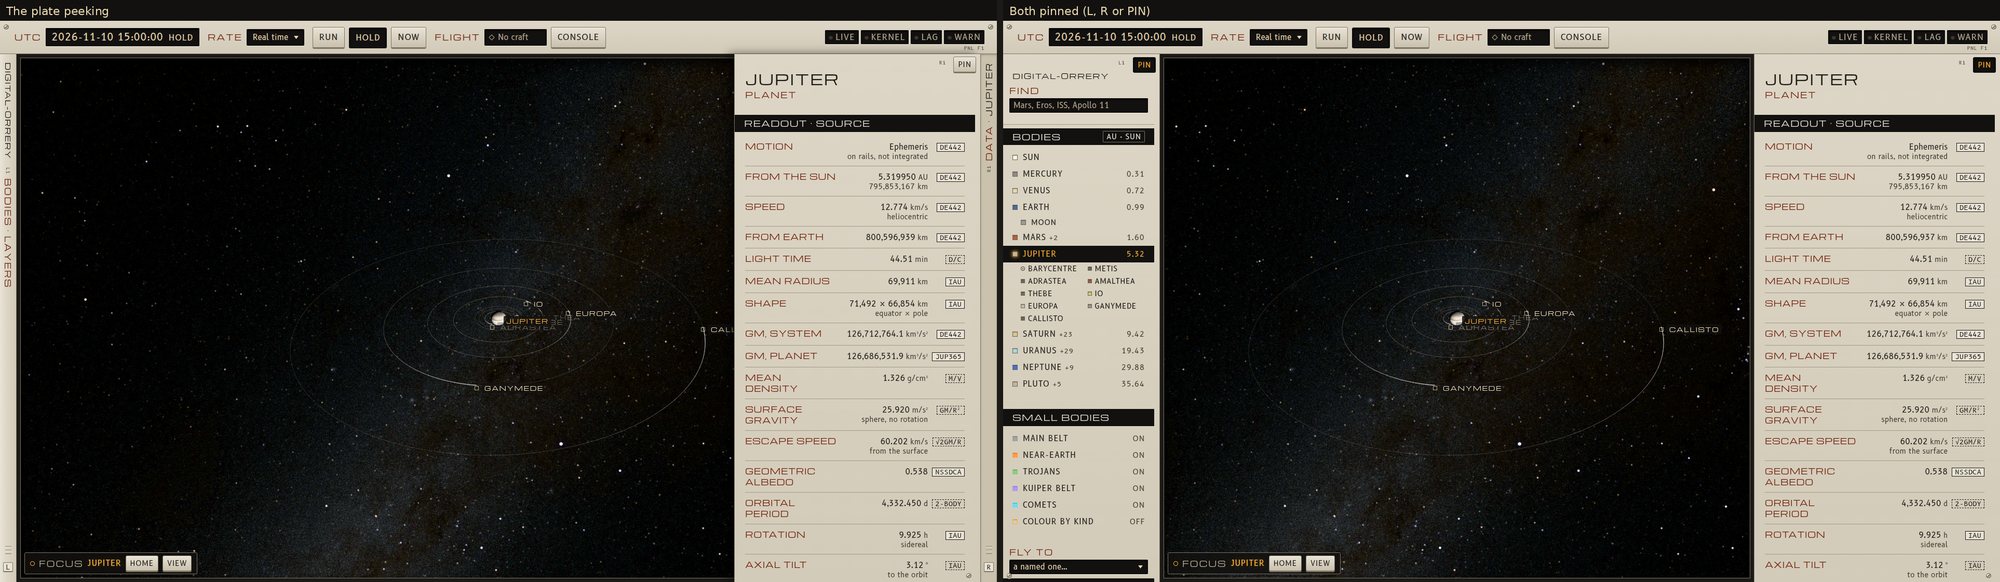 The plate peeking
UTC 2026-11-10 15:00:00 HOLD RATE Real time RUN HOLD NOW FLIGHT ◇ No craft CONSOLE LIVE KERNEL LAG WARN
PNL F1
DIGITAL-ORRERY L1 BODIES · LAYERS
L
IO
JUPITER
EUROPA
ADRASTEA
CALL
GANYMEDE
FOCUS JUPITER HOME VIEW
R1 PIN
JUPITER
PLANET
READOUT · SOURCE
MOTION Ephemeris DE442
on rails, not integrated
FROM THE SUN 5.319950 AU DE442
795,853,167 km
SPEED 12.774 km/s DE442
heliocentric
FROM EARTH 800,596,939 km DE442
LIGHT TIME 44.51 min D/C
MEAN RADIUS 69,911 km IAU
SHAPE 71,492 × 66,854 km IAU
equator × pole
GM, SYSTEM 126,712,764.1 km³/s² DE442
GM, PLANET 126,686,531.9 km³/s² JUP365
MEAN DENSITY 1.326 g/cm³ M/V
SURFACE GRAVITY 25.920 m/s² GM/R²
sphere, no rotation
ESCAPE SPEED 60.202 km/s √2GM/R
from the surface
GEOMETRIC ALBEDO 0.538 NSSDCA
ORBITAL PERIOD 4,332.450 d 2-BODY
ROTATION 9.925 h IAU
sidereal
AXIAL TILT 3.12 ° IAU
to the orbit
R1 DATA · JUPITER
R
Both pinned (L, R or PIN)
UTC 2026-11-10 15:00:00 HOLD RATE Real time RUN HOLD NOW FLIGHT ◇ No craft CONSOLE LIVE KERNEL LAG WARN
PNL F1
L1 PIN
DIGITAL-ORRERY
FIND
Mars, Eros, ISS, Apollo 11
BODIES AU · SUN
SUN
MERCURY 0.31
VENUS 0.72
EARTH 0.99
MOON
MARS +2 1.60
JUPITER 5.32
BARYCENTRE METIS
ADRASTEA AMALTHEA
THEBE IO
EUROPA GANYMEDE
CALLISTO
SATURN +23 9.42
URANUS +29 19.43
NEPTUNE +9 29.88
PLUTO +5 35.64
SMALL BODIES
MAIN BELT ON
NEAR-EARTH ON
TROJANS ON
KUIPER BELT ON
COMETS ON
COLOUR BY KIND OFF
FLY TO
a named one...
IO
JUPITER
EUROPA
ADRASTEA
CALLISTO
GANYMEDE
FOCUS JUPITER HOME VIEW
R1 PIN
JUPITER
PLANET
READOUT · SOURCE
MOTION Ephemeris DE442
on rails, not integrated
FROM THE SUN 5.319950 AU DE442
795,853,167 km
SPEED 12.774 km/s DE442
heliocentric
FROM EARTH 800,596,937 km DE442
LIGHT TIME 44.51 min D/C
MEAN RADIUS 69,911 km IAU
SHAPE 71,492 × 66,854 km IAU
equator × pole
GM, SYSTEM 126,712,764.1 km³/s² DE442
GM, PLANET 126,686,531.9 km³/s² JUP365
MEAN DENSITY 1.326 g/cm³ M/V
SURFACE GRAVITY 25.920 m/s² GM/R²
sphere, no rotation
ESCAPE SPEED 60.202 km/s √2GM/R
from the surface
GEOMETRIC ALBEDO 0.538 NSSDCA
ORBITAL PERIOD 4,332.450 d 2-BODY
ROTATION 9.925 h IAU
sidereal
AXIAL TILT 3.12 ° IAU
to the orbit